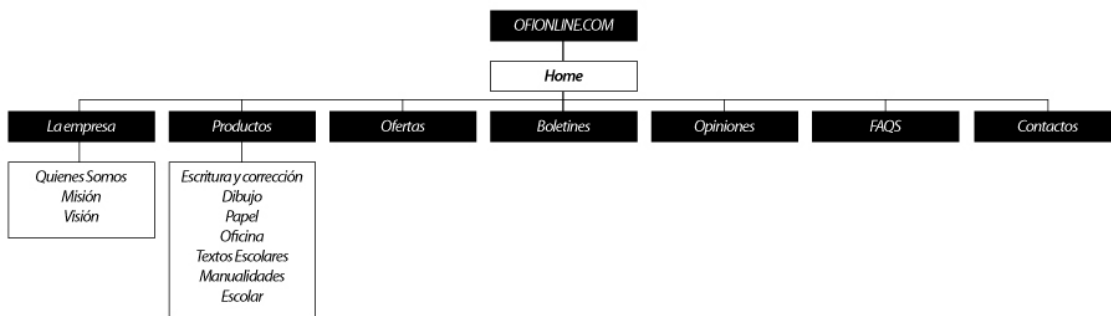 OFIONLINE.COM
Home
La empresa
Productos
Ofertas
Boletines
Opiniones
FAQS
Contactos
Quienes Somos
Misión
Visión
Escritura y corrección
Dibujo
Papel
Oficina
Textos Escolares
Manualidades
Escolar